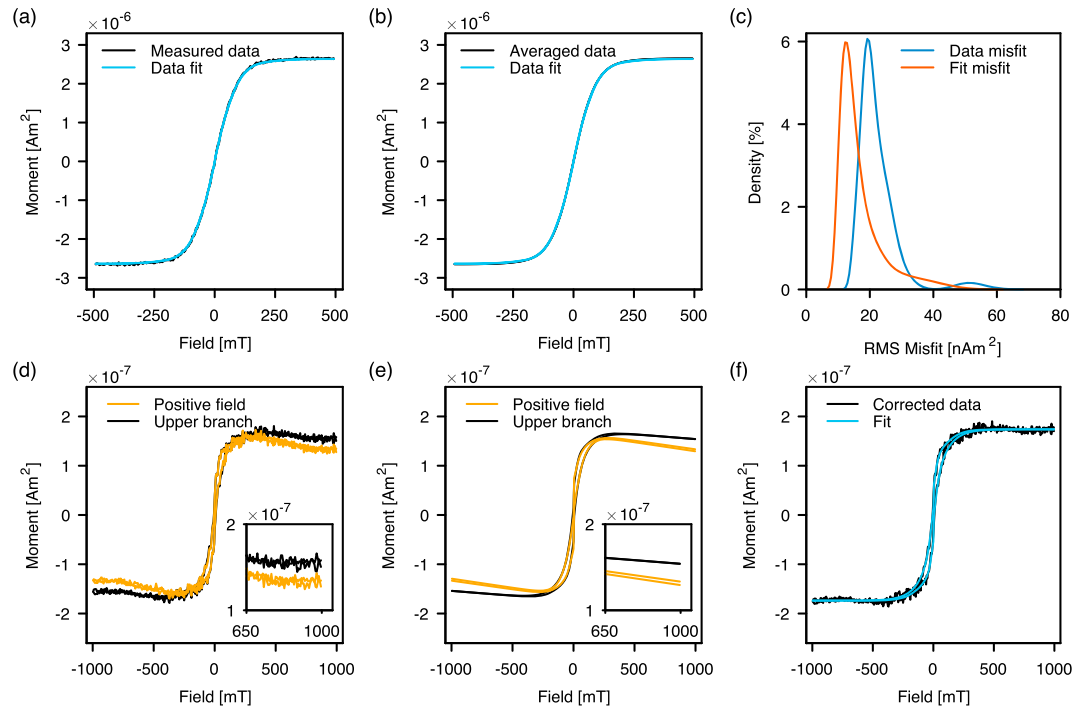 (a)
× 10⁻⁶
3
2
1
0
-1
-2
-3
Moment [Am²]
Measured data
Data fit
-500 -250 0 250 500
Field [mT]
(b)
× 10⁻⁶
3
2
1
0
-1
-2
-3
Moment [Am²]
Averaged data
Data fit
-500 -250 0 250 500
Field [mT]
(c)
6
4
2
0
Density [%]
Data misfit
Fit misfit
0 20 40 60 80
RMS Misfit [nAm²]
(d)
× 10⁻⁷
2
1
0
-1
-2
Moment [Am²]
Positive field
Upper branch
× 10⁻⁷
2
1
650 1000
-1000 -500 0 500 1000
Field [mT]
(e)
× 10⁻⁷
2
1
0
-1
-2
Moment [Am²]
Positive field
Upper branch
× 10⁻⁷
2
1
650 1000
-1000 -500 0 500 1000
Field [mT]
(f)
× 10⁻⁷
2
1
0
-1
-2
Moment [Am²]
Corrected data
Fit
-1000 -500 0 500 1000
Field [mT]